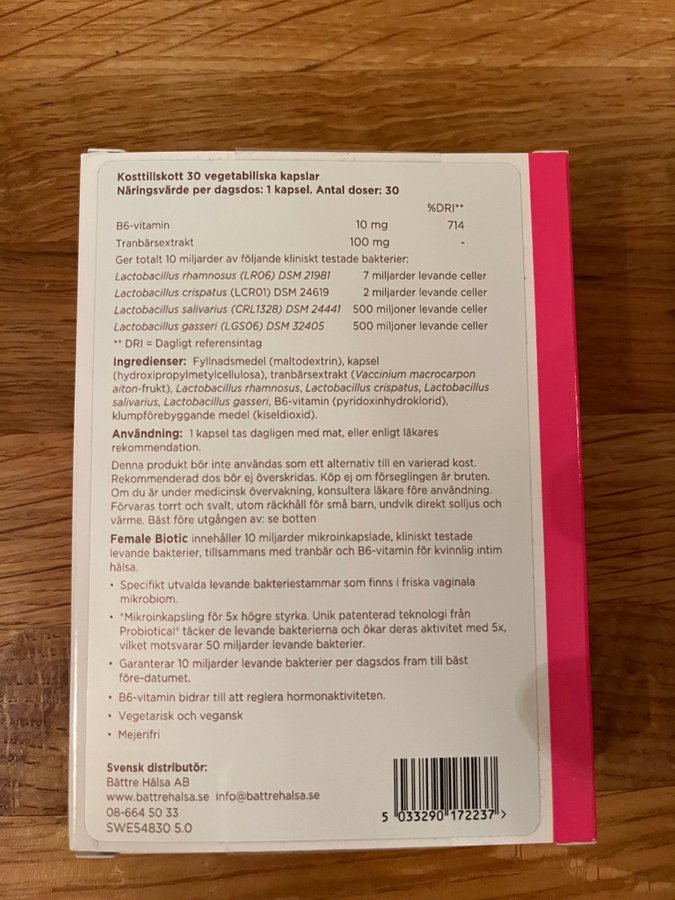 Kosttillskott 30 vegetabiliska kapslar
Näringsvärde per dagsdos: 1 kapsel. Antal doser: 30
%DRI**
B6-vitamin 10 mg 714
Tranbärsextrakt 100 mg -
Ger totalt 10 miljarder av följande kliniskt testade bakterier:
Lactobacillus rhamnosus (LR06) DSM 21981 7 miljarder levande celler
Lactobacillus crispatus (LCR01) DSM 24619 2 miljarder levande celler
Lactobacillus salivarius (CRL1328) DSM 24441 500 miljoner levande celler
Lactobacillus gasseri (LGS06) DSM 32405 500 miljoner levande celler
** DRI = Dagligt referensintag
Ingredienser: Fyllnadsmedel (maltodextrin), kapsel
(hydroxipropylmetylcellulosa), tranbärsextrakt (Vaccinium macrocarpon
aiton-frukt), Lactobacillus rhamnosus, Lactobacillus crispatus, Lactobacillus
salivarius, Lactobacillus gasseri, B6-vitamin (pyridoxinhydroklorid),
klumpförebyggande medel (kiseldioxid).
Användning: 1 kapsel tas dagligen med mat, eller enligt läkares
rekommendation.
Denna produkt bör inte användas som ett alternativ till en varierad kost.
Rekommenderad dos bör ej överskridas. Köp ej om förseglingen är bruten.
Om du är under medicinsk övervakning, konsultera läkare före användning.
Förvaras torrt och svalt, utom räckhåll för små barn, undvik direkt solljus och
värme. Bäst före utgången av: se botten
Female Biotic innehåller 10 miljarder mikroinkapslade, kliniskt testade
levande bakterier, tillsammans med tranbär och B6-vitamin för kvinnlig intim
hälsa.
• Specifikt utvalda levande bakteriestammar som finns i friska vaginala
mikrobiom.
• *Mikroinkapsling för 5x högre styrka. Unik patenterad teknologi från
Probiotical® täcker de levande bakterierna och ökar deras aktivitet med 5x,
vilket motsvarar 50 miljarder levande bakterier.
• Garanterar 10 miljarder levande bakterier per dagsdos fram till bäst
före-datumet.
• B6-vitamin bidrar till att reglera hormonaktiviteten.
• Vegetarisk och vegansk
• Mejerifri
Svensk distributör:
Bättre Hälsa AB
www.battrehalsa.se info@battrehalsa.se
08-664 50 33
SWE54830 5.0
5 033290 172237 >